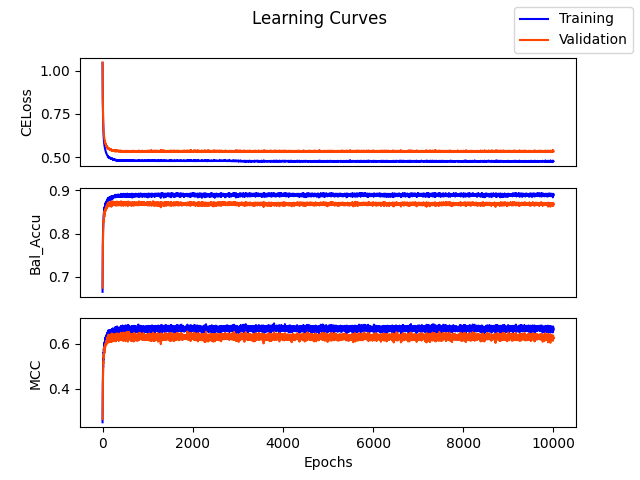 Learning Curves
Training
Validation
CELoss
1.00
0.75
0.50
Bal_Accu
0.9
0.8
0.7
MCC
0.6
0.4
0 2000 4000 6000 8000 10000
Epochs